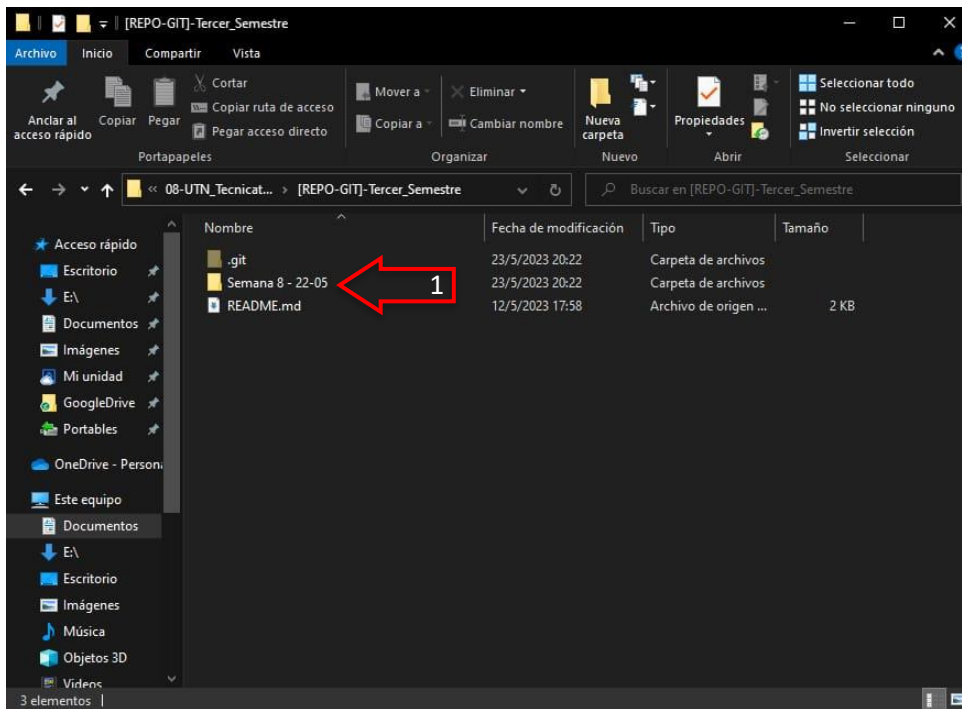 [REPO-GIT]-Tercer_Semestre
Archivo Inicio Compartir Vista
Anclar al acceso rápido
Copiar
Pegar
Cortar
Copiar ruta de acceso
Pegar acceso directo
Portapapeles
Mover a
Copiar a
Eliminar
Cambiar nombre
Organizar
Nueva carpeta
Nuevo
Propiedades
Abrir
Seleccionar todo
No seleccionar ninguno
Invertir selección
Seleccionar
« 08-UTN_Tecnicat... > [REPO-GIT]-Tercer_Semestre
Buscar en [REPO-GIT]-Tercer_Semestre
Nombre Fecha de modificación Tipo Tamaño
.git 23/5/2023 20:22 Carpeta de archivos
Semana 8 - 22-05 1 23/5/2023 20:22 Carpeta de archivos
README.md 12/5/2023 17:58 Archivo de origen ... 2 KB
Acceso rápido
Escritorio
E:\
Documentos
Imágenes
Mi unidad
GoogleDrive
Portables
OneDrive - Persona
Este equipo
Documentos
E:\
Escritorio
Imágenes
Música
Objetos 3D
Videos
3 elementos